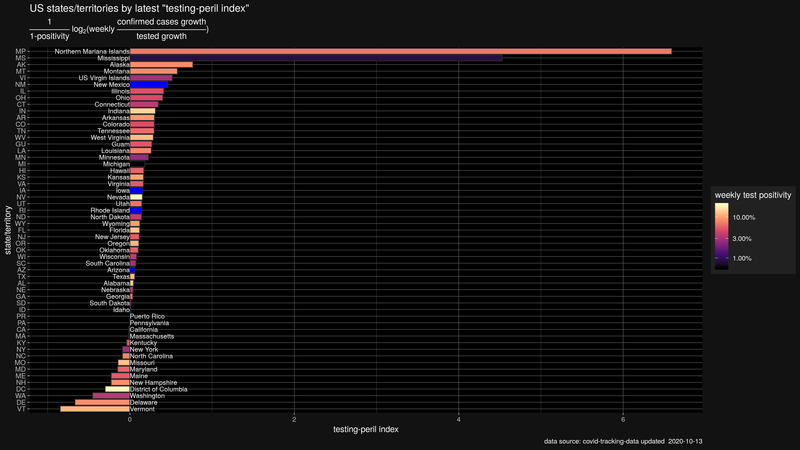 US states/territories by latest "testing-peril index"
1 confirmed cases growth
log2(weekly )
1-positivity tested growth
state/territory
MP Northern Mariana Islands
MS Mississippi
AK Alaska
MT Montana
VI US Virgin Islands
NM New Mexico
IL Illinois
OH Ohio
CT Connecticut
IN Indiana
AR Arkansas
CO Colorado
TN Tennessee
WV West Virginia
GU Guam
LA Louisiana
MN Minnesota
MI Michigan
HI Hawaii
KS Kansas
VA Virginia
IA Iowa
NV Nevada
UT Utah
RI Rhode Island
ND North Dakota
WY Wyoming
FL Florida
NJ New Jersey
OR Oregon
OK Oklahoma
WI Wisconsin
SC South Carolina
AZ Arizona
TX Texas
AL Alabama
NE Nebraska
GA Georgia
SD South Dakota
ID Idaho
PR Puerto Rico
PA Pennsylvania
CA California
MA Massachusetts
KY Kentucky
NY New York
NC North Carolina
MO Missouri
MD Maryland
ME Maine
NH New Hampshire
DC District of Columbia
WA Washington
DE Delaware
VT Vermont
0 2 4 6
testing-peril index
weekly test positivity
10.00%
3.00%
1.00%
data source: covid-tracking-data updated 2020-10-13